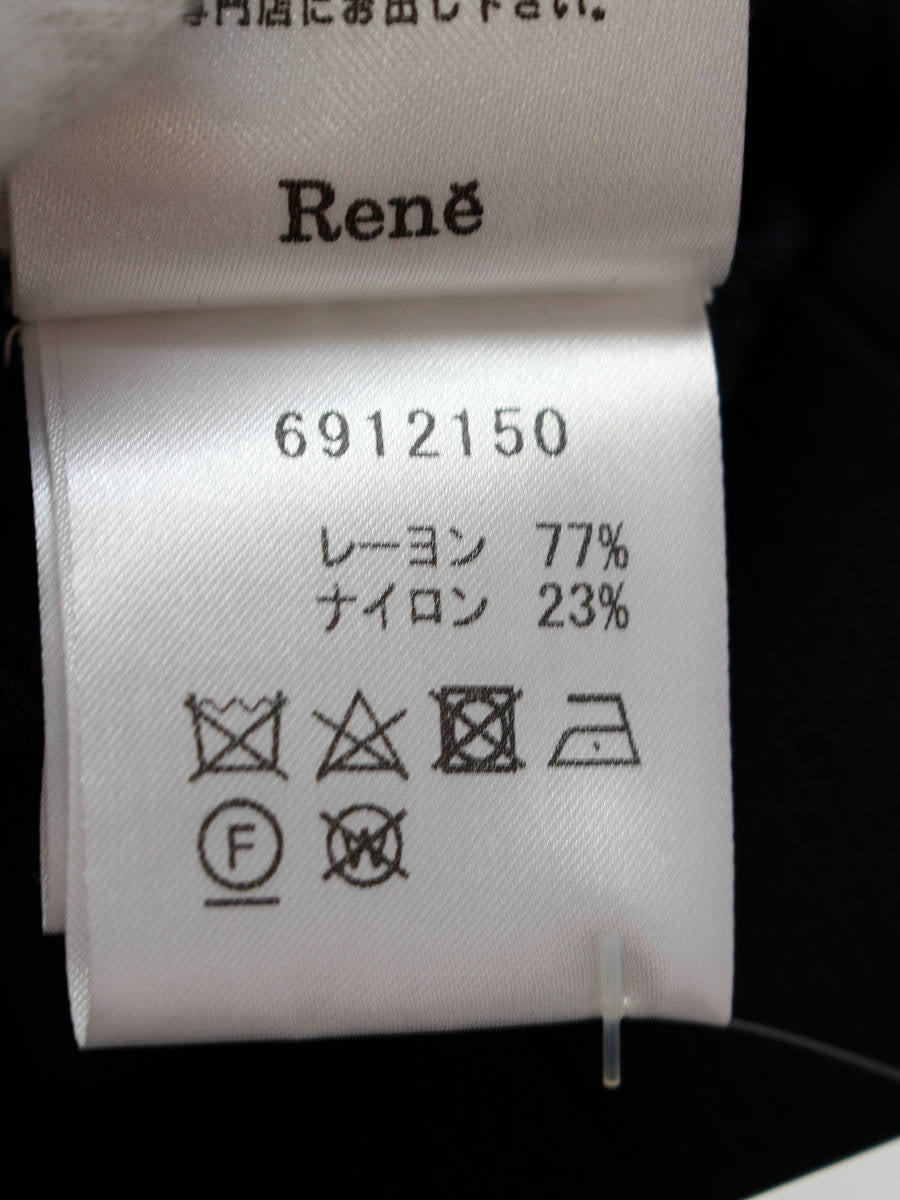 専門店にお出し下さい。
René
6912150
レーヨン 77%
ナイロン 23%
F
W